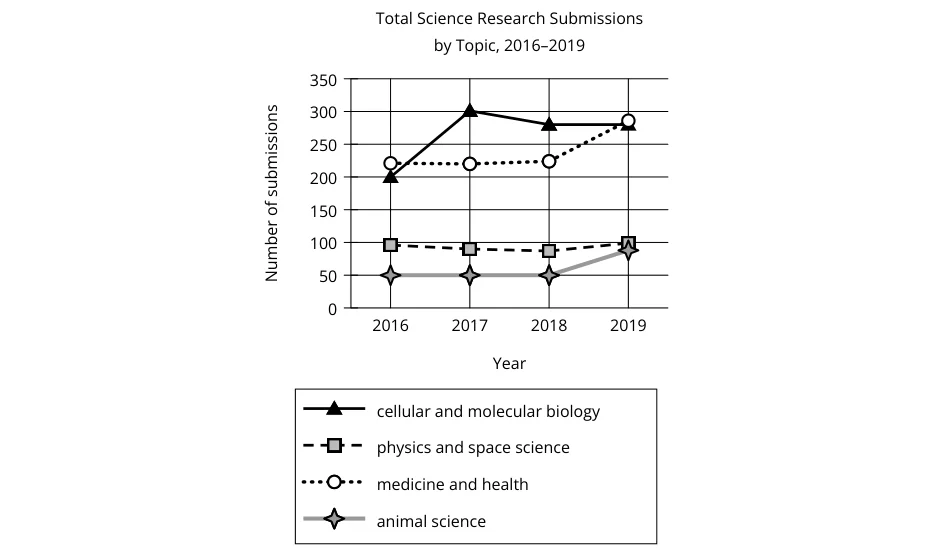 Total Science Research Submissions
by Topic, 2016–2019
Number of submissions
350
300
250
200
150
100
50
0
2016 2017 2018 2019
Year
cellular and molecular biology
physics and space science
medicine and health
animal science